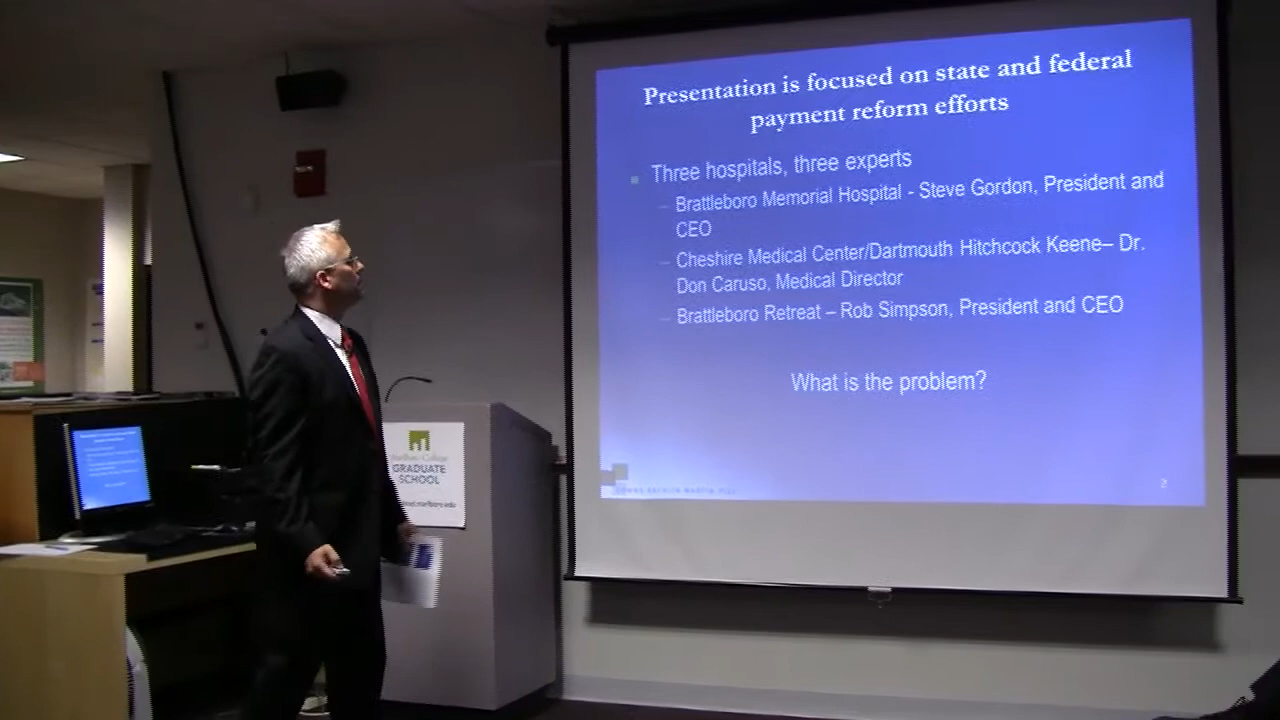 Presentation is focused on state and federal
payment reform efforts
Three hospitals, three experts
– Brattleboro Memorial Hospital - Steve Gordon, President and
CEO
– Cheshire Medical Center/Dartmouth Hitchcock Keene– Dr.
Don Caruso, Medical Director
– Brattleboro Retreat – Rob Simpson, President and CEO
What is the problem?
2
GRADUATE
SCHOOL